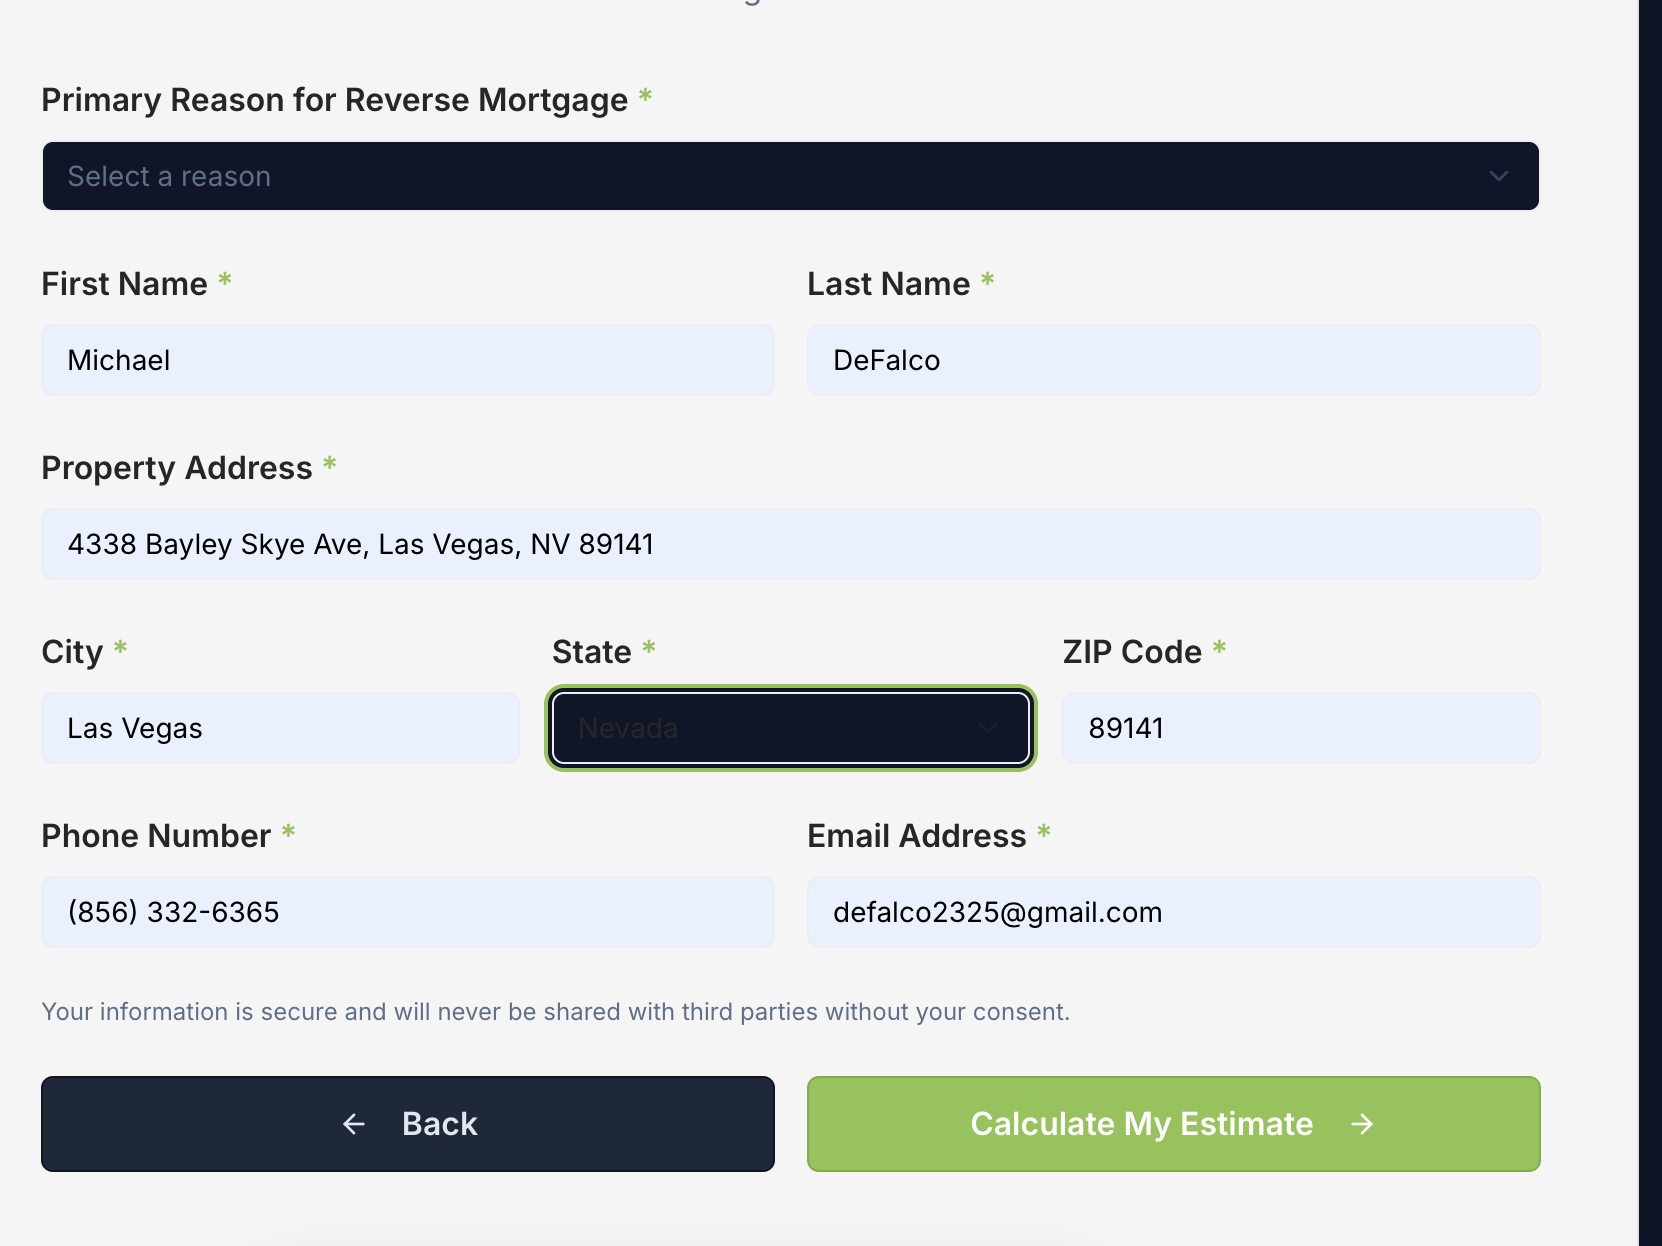 Primary Reason for Reverse Mortgage *
Select a reason
First Name *
Last Name *
Michael
DeFalco
Property Address *
4338 Bayley Skye Ave, Las Vegas, NV 89141
City *
State *
ZIP Code *
Las Vegas
Nevada
89141
Phone Number *
Email Address *
(856) 332-6365
defalco2325@gmail.com
Your information is secure and will never be shared with third parties without your consent.
Back
Calculate My Estimate